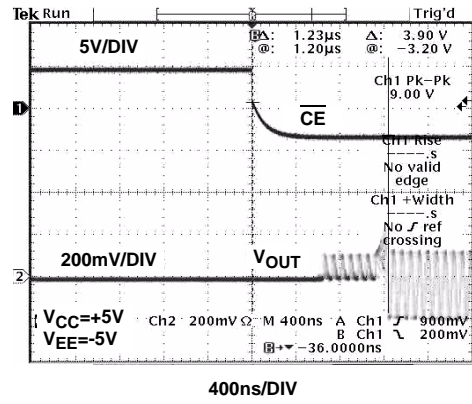 Tek Run Trig'd
5V/DIV
Δ: 1.23µs Δ: 3.90 V
@: 1.20µs @: −3.20 V
Ch1 Pk−Pk
9.00 V
1
CE
Ch1 Rise
−−−−.s
No valid
edge
Ch1 +Width
−−−−.s
No ref
crossing
200mV/DIV
VOUT
2
VCC=+5V
VEE=-5V
Ch2 200mVΩ M 400ns A Ch1 900mV
B Ch1 200mV
B −36.0000ns
400ns/DIV